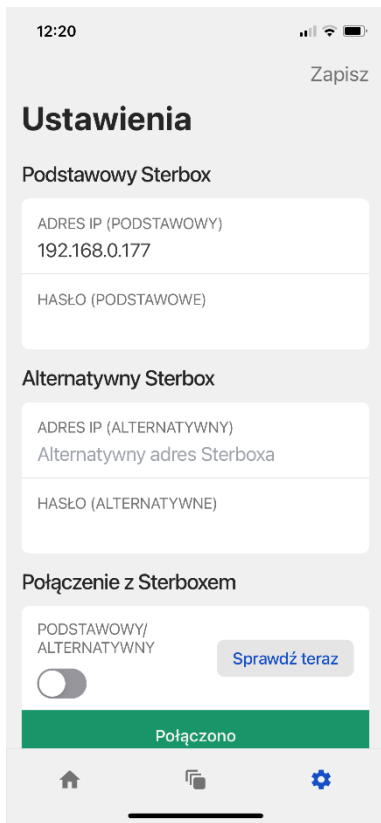 12:20
Zapisz
Ustawienia
Podstawowy Sterbox
ADRES IP (PODSTAWOWY)
192.168.0.177
HASŁO (PODSTAWOWE)
Alternatywny Sterbox
ADRES IP (ALTERNATYWNY)
Alternatywny adres Sterboxa
HASŁO (ALTERNATYWNE)
Połączenie z Sterboxem
PODSTAWOWY/
ALTERNATYWNY
Sprawdź teraz
Połączono